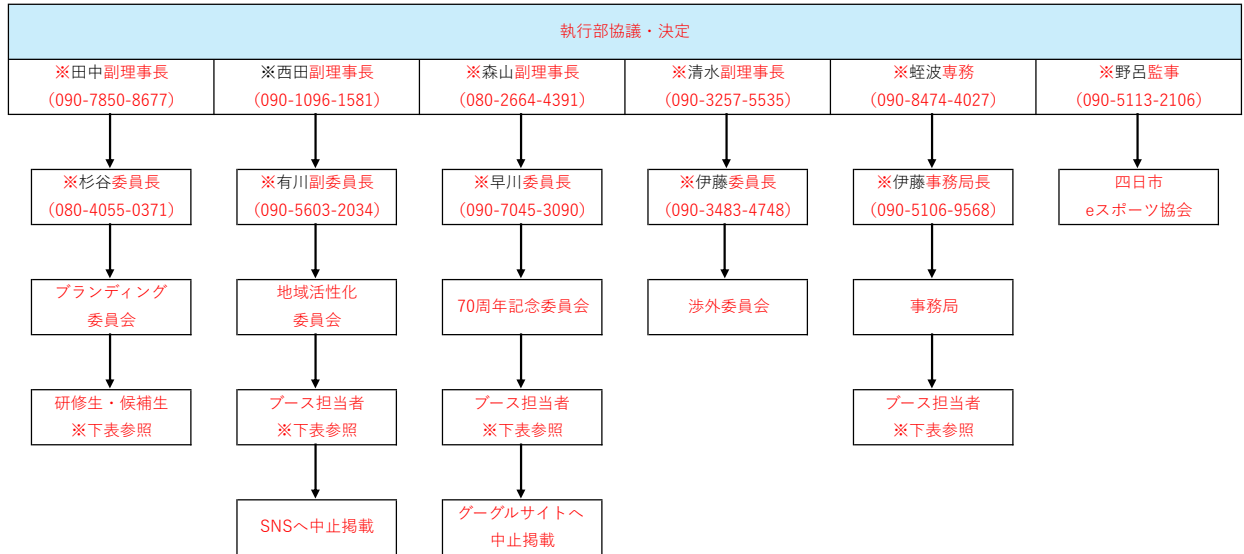 執行部協議・決定
※田中副理事長
（090-7850-8677）
※西田副理事長
（090-1096-1581）
※森山副理事長
（080-2664-4391）
※清水副理事長
（090-3257-5535）
※蛭波専務
（090-8474-4027）
※野呂監事
（090-5113-2106）
※杉谷委員長
（080-4055-0371）
※有川副委員長
（090-5603-2034）
※早川委員長
（090-7045-3090）
※伊藤委員長
（090-3483-4748）
※伊藤事務局長
（090-5106-9568）
四日市
eスポーツ協会
ブランディング
委員会
地域活性化
委員会
70周年記念委員会
渉外委員会
事務局
研修生・候補生
※下表参照
ブース担当者
※下表参照
ブース担当者
※下表参照
ブース担当者
※下表参照
SNSへ中止掲載
グーグルサイトへ
中止掲載